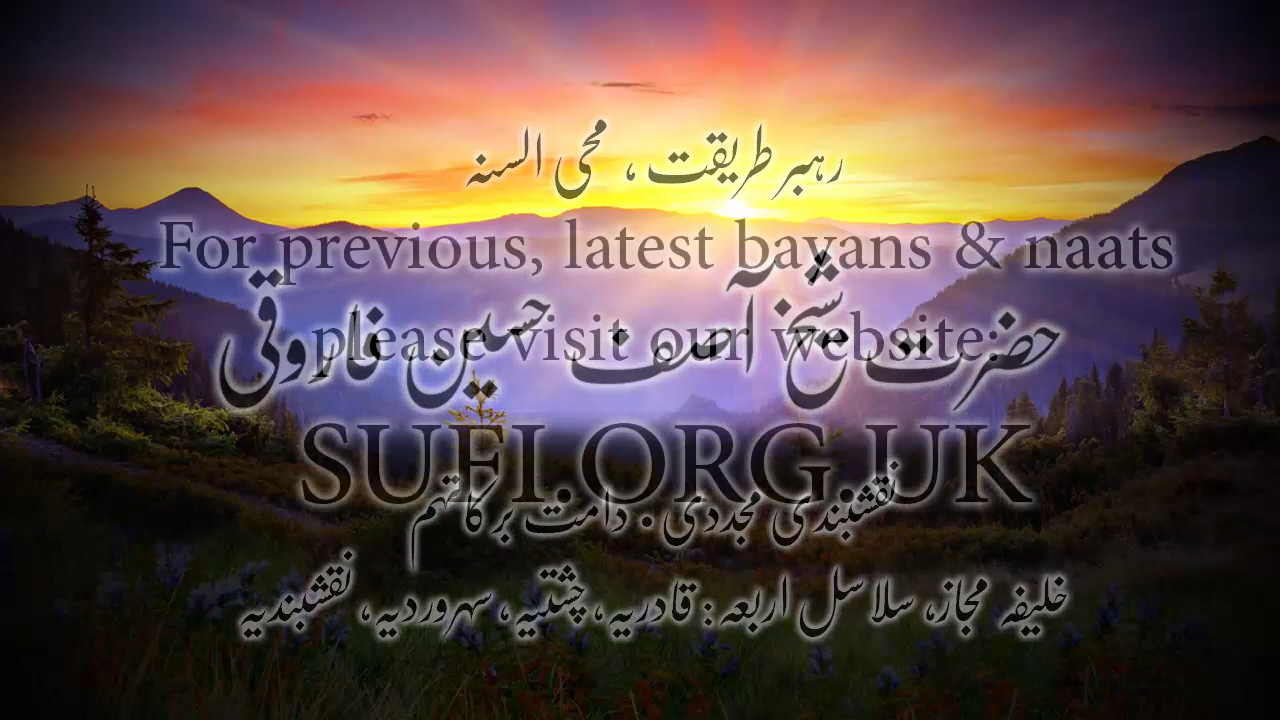 رہبر طریقت ، محی السنہ
For previous, latest bayans & naats
حضرت شیخ آصف حسین فاروقی
please visit our website:
SUFI.ORG.UK
نقشبندی مجددی . دامت برکاتہم
خلیفہ مجاز، سلاسل اربعہ : قادریہ، چشتیہ، سہروردیہ، نقشبندیہ